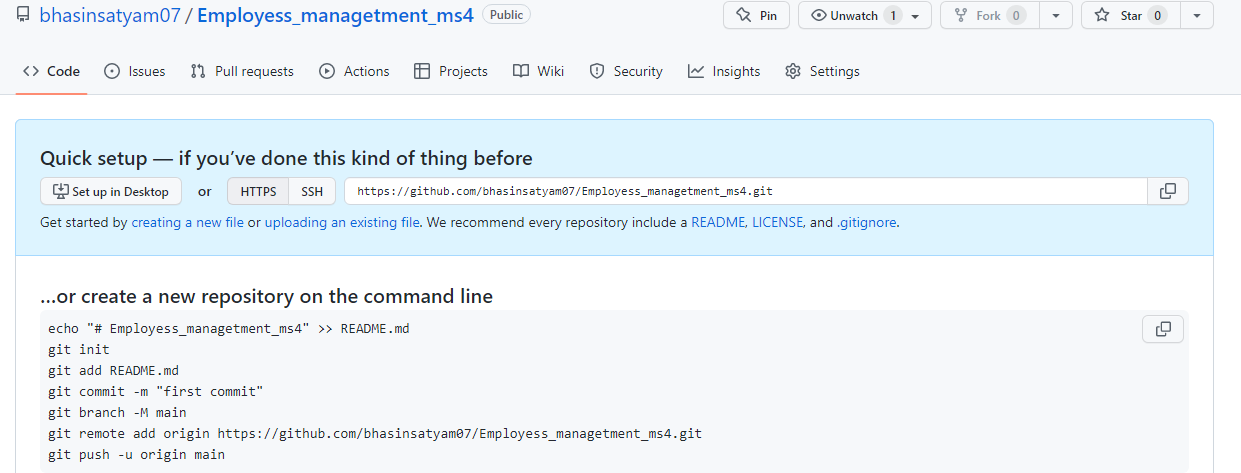 bhasinsatyam07 / Employess_managetment_ms4 Public Pin Unwatch 1 Fork 0 Star 0
Code Issues Pull requests Actions Projects Wiki Security Insights Settings
Quick setup — if you've done this kind of thing before
Set up in Desktop or HTTPS SSH https://github.com/bhasinsatyam07/Employess_managetment_ms4.git
Get started by creating a new file or uploading an existing file. We recommend every repository include a README, LICENSE, and .gitignore.
…or create a new repository on the command line
echo "# Employess_managetment_ms4" >> README.md
git init
git add README.md
git commit -m "first commit"
git branch -M main
git remote add origin https://github.com/bhasinsatyam07/Employess_managetment_ms4.git
git push -u origin main